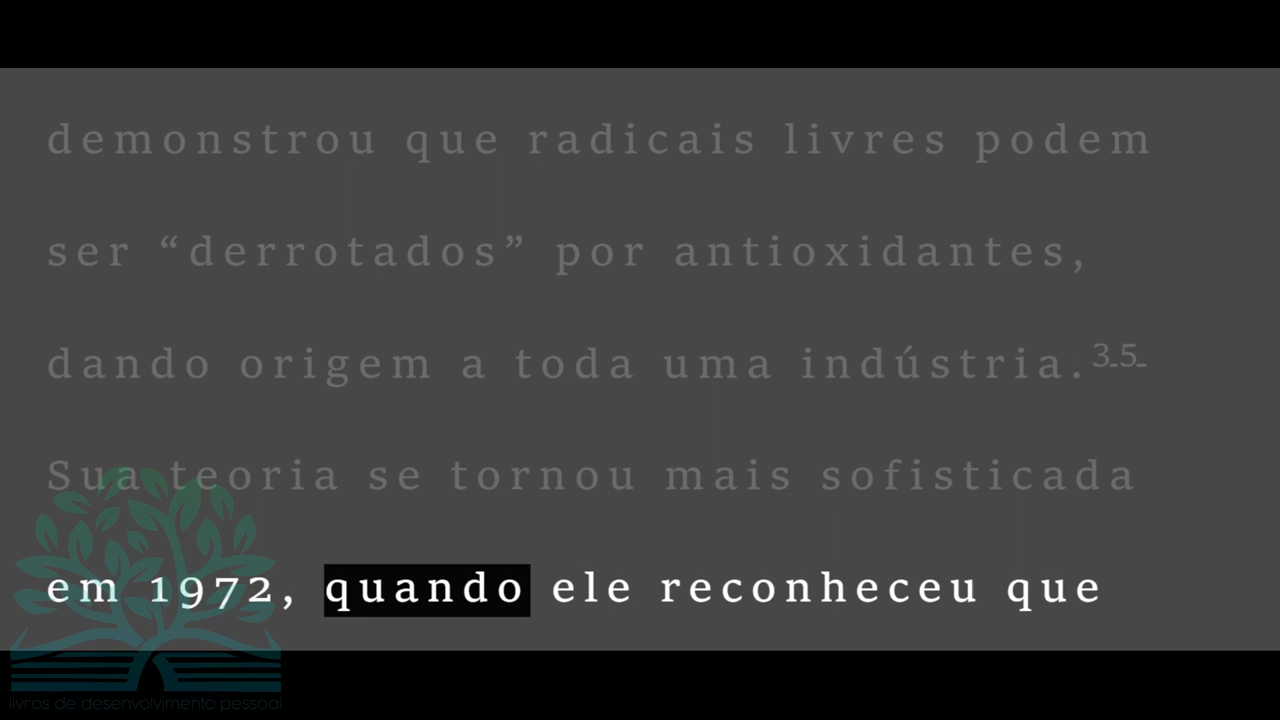 demonstrou que radicais livres podem
ser “derrotados” por antioxidantes,
dando origem a toda uma indústria.3.5.
Sua teoria se tornou mais sofisticada
em 1972, quando ele reconheceu que
livros de desenvolvimento pessoal